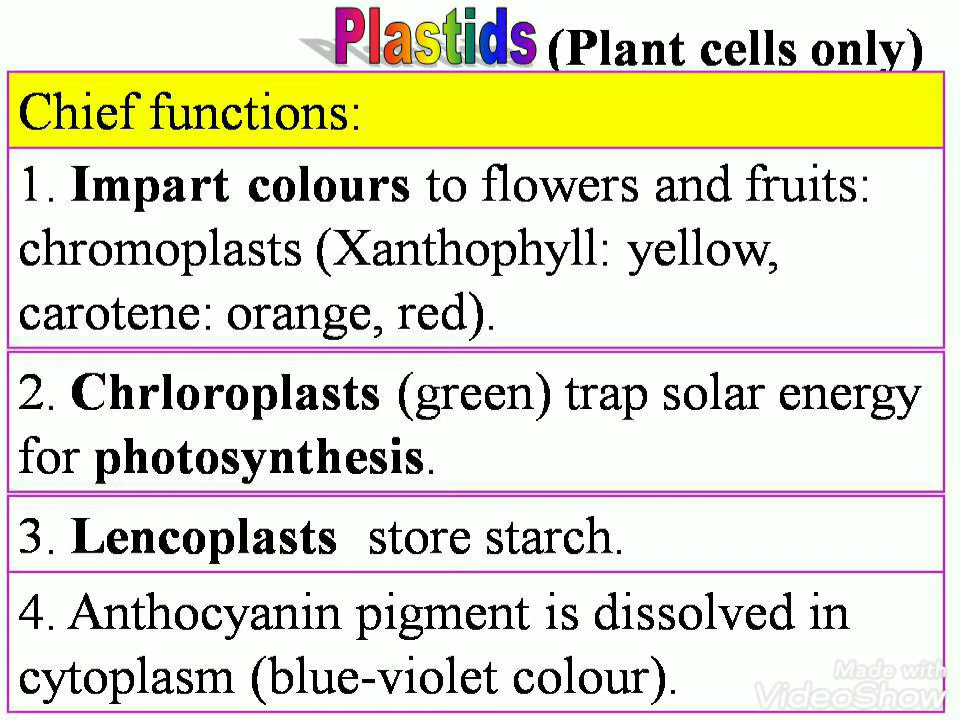 Plastids (Plant cells only)
Chief functions:
1. Impart colours to flowers and fruits:
chromoplasts (Xanthophyll: yellow,
carotene: orange, red).
2. Chrloroplasts (green) trap solar energy
for photosynthesis.
3. Lencoplasts store starch.
4. Anthocyanin pigment is dissolved in
cytoplasm (blue-violet colour).
Made with
VideoShow